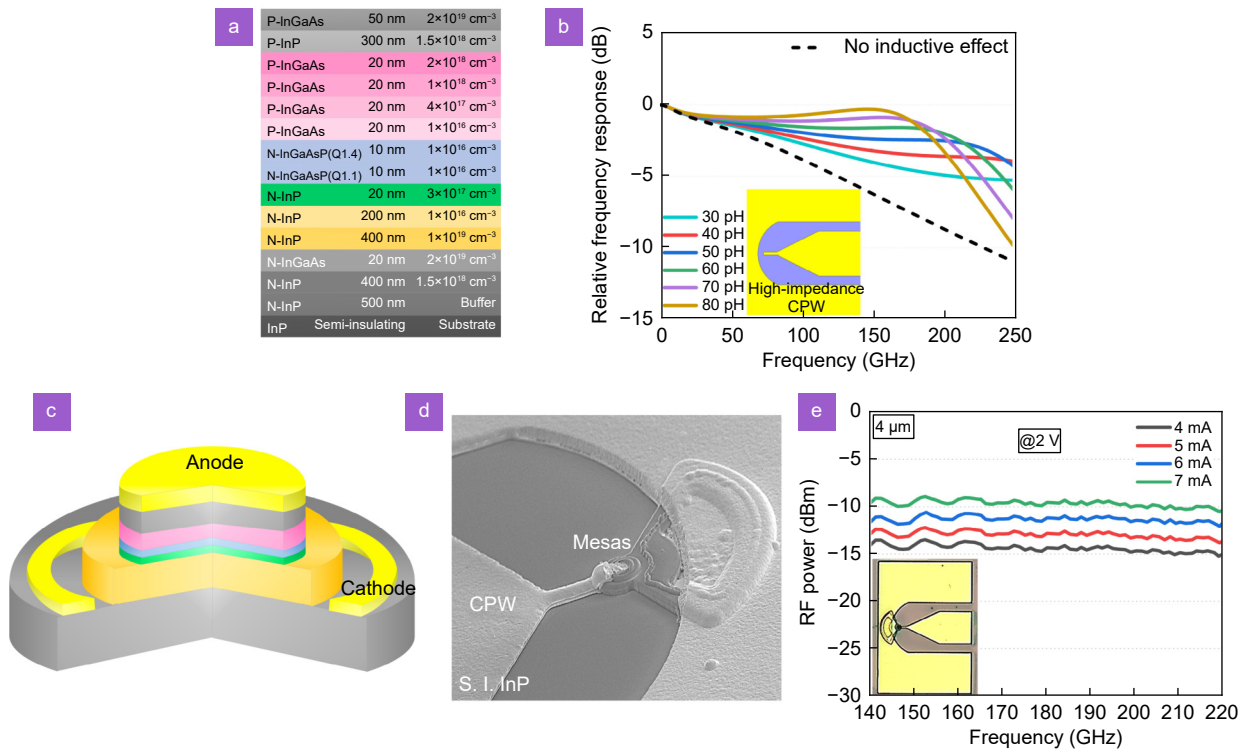 a
P-InGaAs 50 nm 2×10¹⁹ cm⁻³
P-InP 300 nm 1.5×10¹⁸ cm⁻³
P-InGaAs 20 nm 2×10¹⁸ cm⁻³
P-InGaAs 20 nm 1×10¹⁸ cm⁻³
P-InGaAs 20 nm 4×10¹⁷ cm⁻³
P-InGaAs 20 nm 1×10¹⁶ cm⁻³
N-InGaAsP(Q1.4) 10 nm 1×10¹⁶ cm⁻³
N-InGaAsP(Q1.1) 10 nm 1×10¹⁶ cm⁻³
N-InP 20 nm 3×10¹⁷ cm⁻³
N-InP 200 nm 1×10¹⁶ cm⁻³
N-InP 400 nm 1×10¹⁹ cm⁻³
N-InGaAs 20 nm 2×10¹⁹ cm⁻³
N-InP 400 nm 1.5×10¹⁸ cm⁻³
N-InP 500 nm Buffer
InP Semi-insulating Substrate
b
Relative frequency response (dB)
5
0
−5
−10
−15
No inductive effect
30 pH
40 pH
50 pH
60 pH
70 pH
80 pH
High-impedance
CPW
0 50 100 150 200 250
Frequency (GHz)
c
Anode
Cathode
d
Mesas
CPW
S. I. InP
e
RF power (dBm)
0
−5
−10
−15
−20
−25
−30
4 μm
@2 V
4 mA
5 mA
6 mA
7 mA
140 150 160 170 180 190 200 210 220
Frequency (GHz)